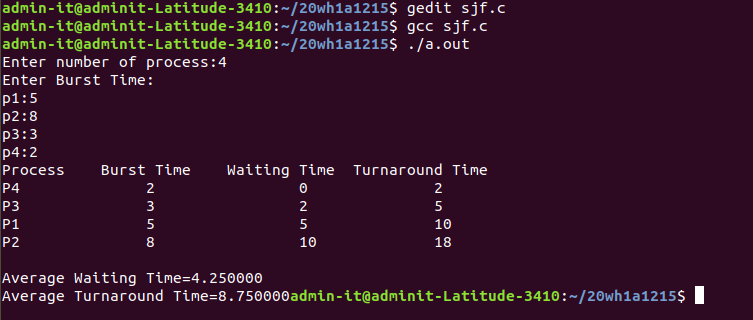 admin-it@adminit-Latitude-3410:~/20wh1a1215$ gedit sjf.c
admin-it@adminit-Latitude-3410:~/20wh1a1215$ gcc sjf.c
admin-it@adminit-Latitude-3410:~/20wh1a1215$ ./a.out
Enter number of process:4
Enter Burst Time:
p1:5
p2:8
p3:3
p4:2
Process Burst Time Waiting Time Turnaround Time
P4 2 0 2
P3 3 2 5
P1 5 5 10
P2 8 10 18
Average Waiting Time=4.250000
Average Turnaround Time=8.750000admin-it@adminit-Latitude-3410:~/20wh1a1215$